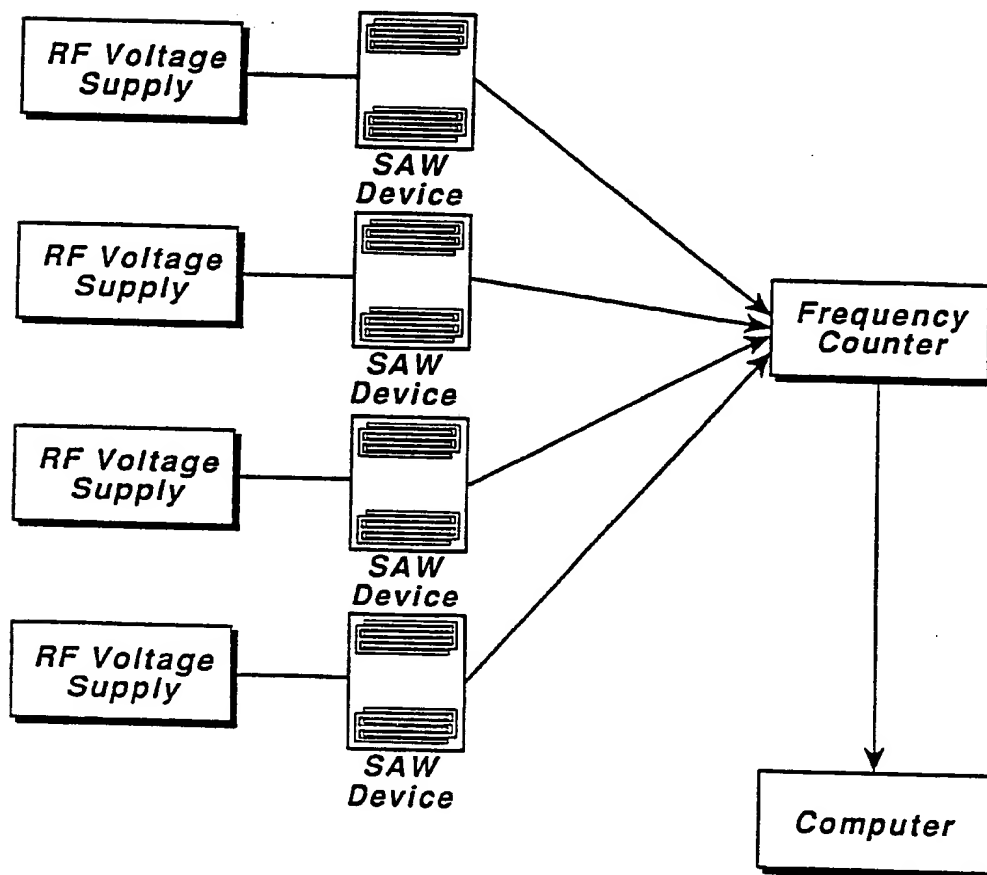 RF Voltage
Supply
SAW
Device
RF Voltage
Supply
SAW
Device
Frequency
Counter
RF Voltage
Supply
SAW
Device
RF Voltage
Supply
SAW
Device
Computer